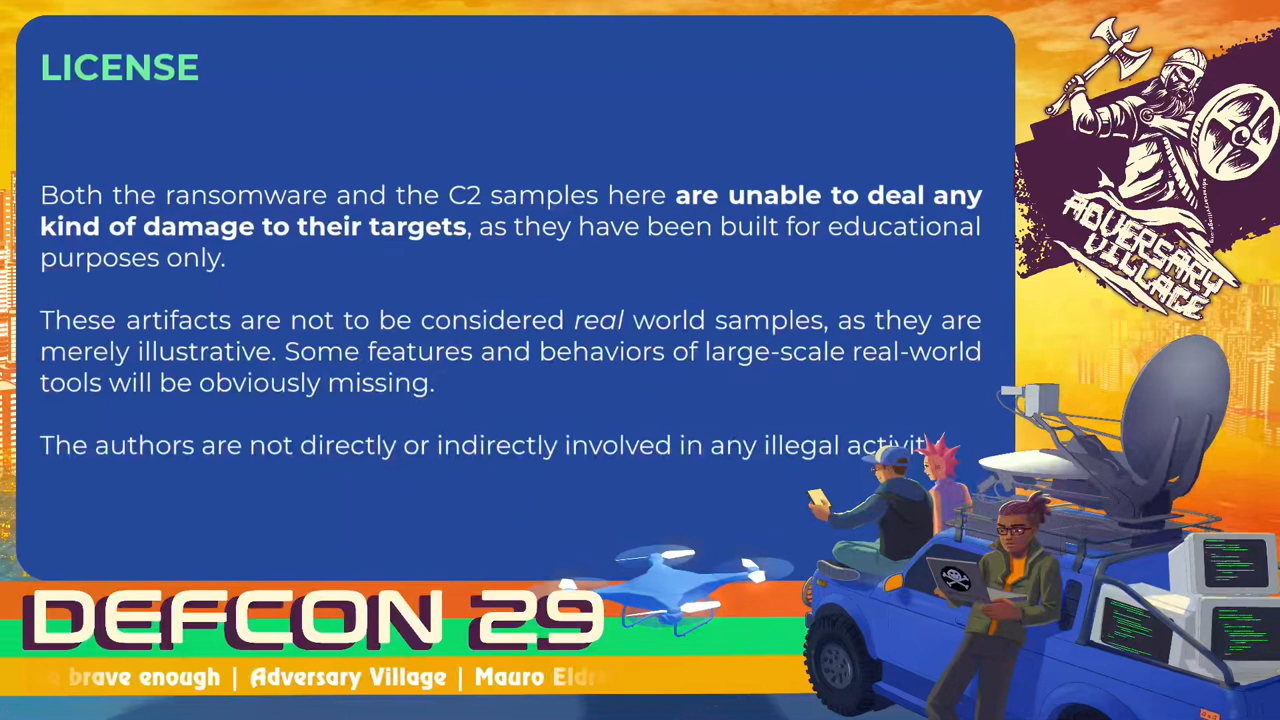 LICENSE
Both the ransomware and the C2 samples here are unable to deal any
kind of damage to their targets, as they have been built for educational
purposes only.
These artifacts are not to be considered real world samples, as they are
merely illustrative. Some features and behaviors of large-scale real-world
tools will be obviously missing.
The authors are not directly or indirectly involved in any illegal
ADVERSARY
VILLAGE
DEFCON 29
brave enough | Adversary Village | Mauro